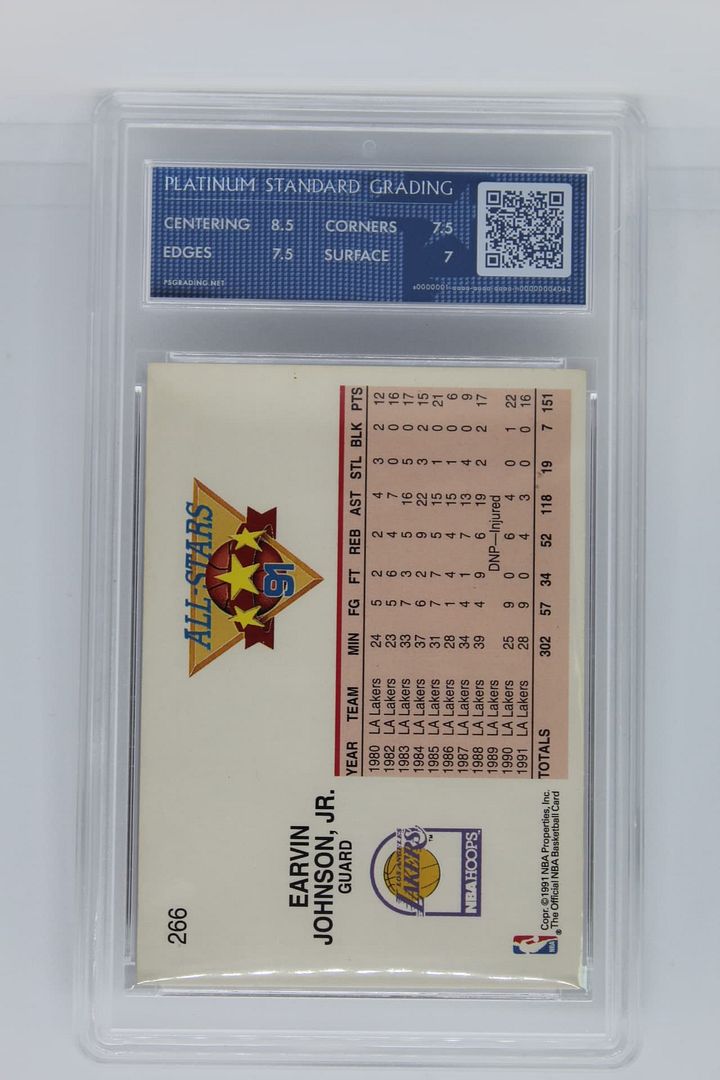 PLATINUM STANDARD GRADING
CENTERING 8.5 CORNERS 7.5
EDGES 7.5 SURFACE 7
PSGRADING.NET
266
EARVIN
JOHNSON, JR.
GUARD
ALL-STARS
91
LOS ANGELES
LAKERS
TM
NBA HOOPS
YEAR TEAM MIN FG FT REB AST STL BLK PTS
1980 LA Lakers 24 5 2 2 4 3 2 12
1982 LA Lakers 23 5 6 4 7 0 0 16
1983 LA Lakers 33 7 3 5 16 5 0 17
1984 LA Lakers 37 6 2 9 22 3 2 15
1985 LA Lakers 31 7 7 5 15 1 0 21
1986 LA Lakers 28 1 4 4 15 1 0 6
1987 LA Lakers 34 4 1 7 13 4 0 9
1988 LA Lakers 39 4 9 6 19 2 2 17
1989 LA Lakers DNP—Injured
1990 LA Lakers 25 9 0 6 4 0 1 22
1991 LA Lakers 28 9 0 4 3 0 0 16
TOTALS 302 57 34 52 118 19 7 151
NBA
Copr. © 1991 NBA Properties, Inc.
The Official NBA Basketball Card